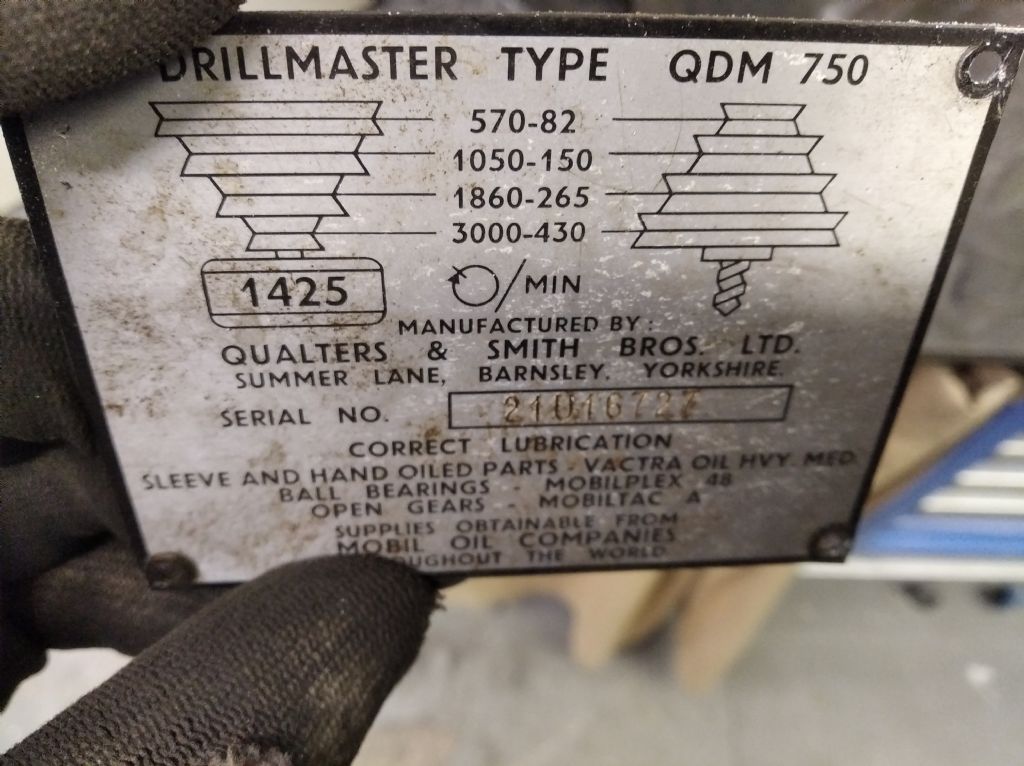 DRILLMASTER TYPE QDM 750
570-82
1050-150
1860-265
3000-430
1425 /MIN
MANUFACTURED BY:
QUALTERS & SMITH BROS. LTD.
SUMMER LANE, BARNSLEY. YORKSHIRE.
SERIAL NO. 21016727
CORRECT LUBRICATION
SLEEVE AND HAND OILED PARTS - VACTRA OIL HVY. MED.
BALL BEARINGS - MOBILPLEX 48
OPEN GEARS - MOBILTAC A
SUPPLIES OBTAINABLE FROM
MOBIL OIL COMPANIES
THE WORLD